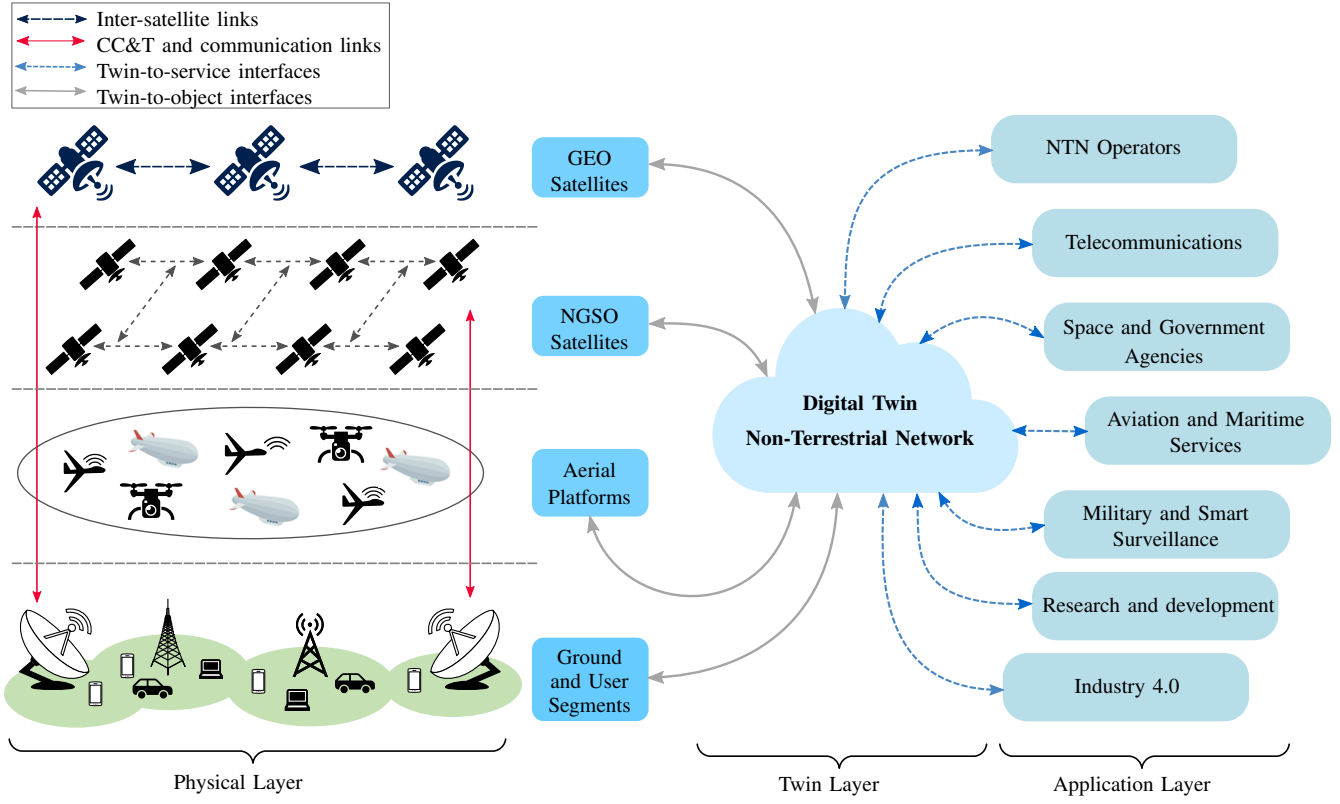 Inter-satellite links
CC&T and communication links
Twin-to-service interfaces
Twin-to-object interfaces
GEO
Satellites
NGSO
Satellites
Aerial
Platforms
Ground
and User
Segments
Digital Twin
Non-Terrestrial Network
NTN Operators
Telecommunications
Space and Government
Agencies
Aviation and Maritime
Services
Military and Smart
Surveillance
Research and development
Industry 4.0
Physical Layer
Twin Layer
Application Layer